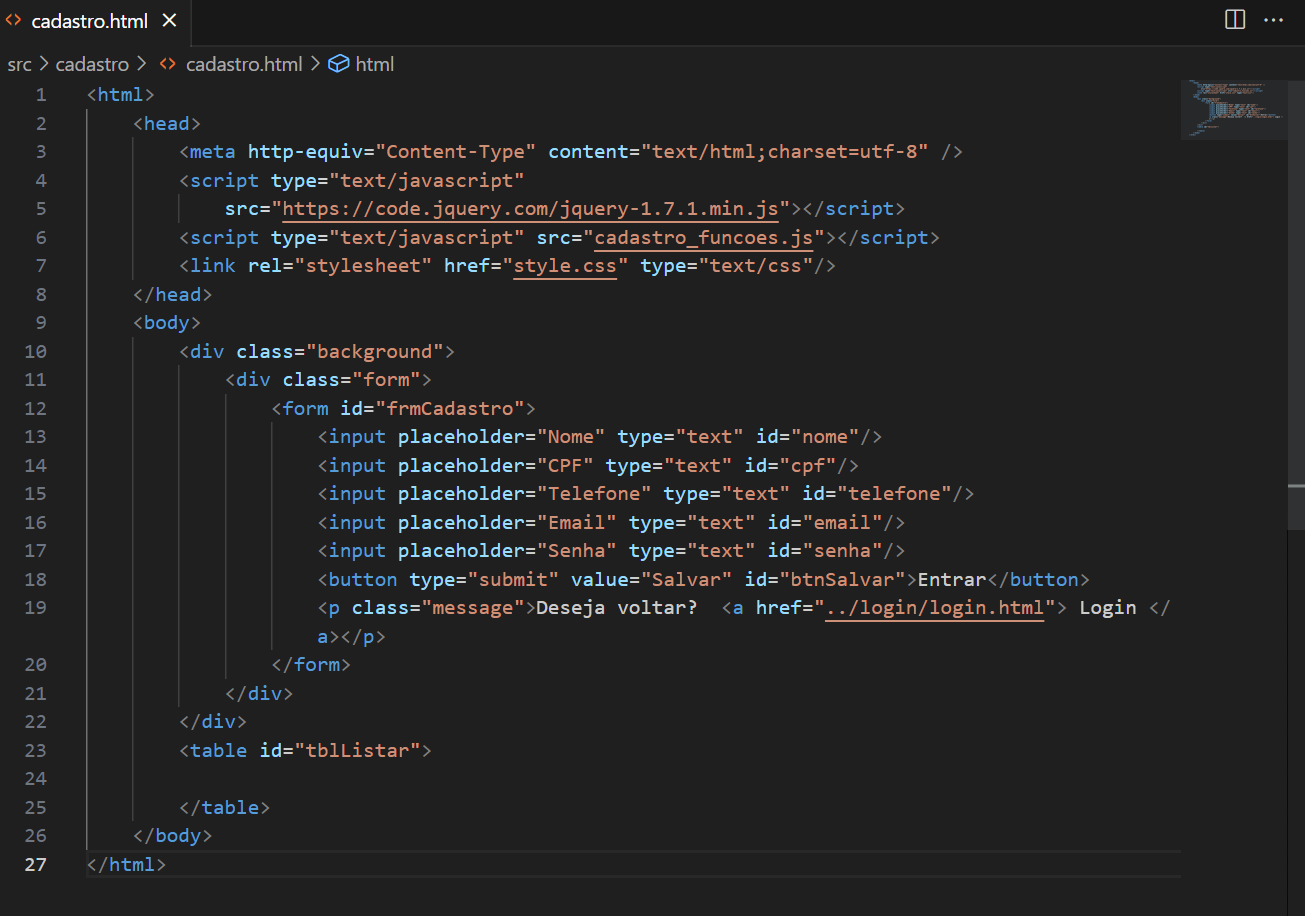 cadastro.html
src > cadastro > cadastro.html > html
1 <html>
2 <head>
3 <meta http-equiv="Content-Type" content="text/html;charset=utf-8" />
4 <script type="text/javascript"
5 src="https://code.jquery.com/jquery-1.7.1.min.js"></script>
6 <script type="text/javascript" src="cadastro_funcoes.js"></script>
7 <link rel="stylesheet" href="style.css" type="text/css"/>
8 </head>
9 <body>
10 <div class="background">
11 <div class="form">
12 <form id="frmCadastro">
13 <input placeholder="Nome" type="text" id="nome"/>
14 <input placeholder="CPF" type="text" id="cpf"/>
15 <input placeholder="Telefone" type="text" id="telefone"/>
16 <input placeholder="Email" type="text" id="email"/>
17 <input placeholder="Senha" type="text" id="senha"/>
18 <button type="submit" value="Salvar" id="btnSalvar">Entrar</button>
19 <p class="message">Deseja voltar?  <a href="../login/login.html"> Login </
a></p>
20 </form>
21 </div>
22 </div>
23 <table id="tblListar">
24
25 </table>
26 </body>
27 </html>